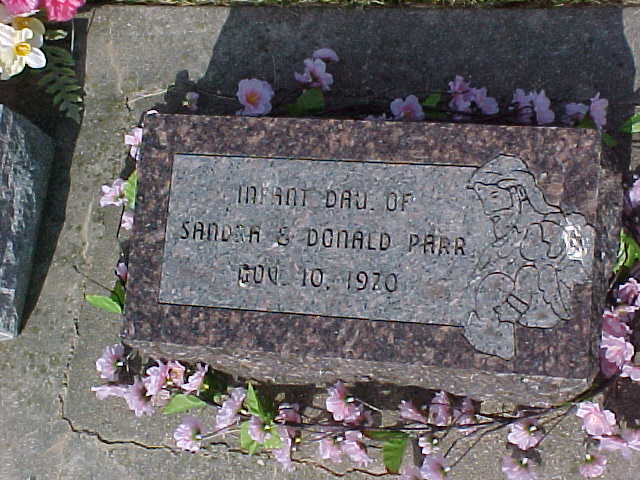 INFANT DAU. OF
SANDRA & DONALD PARR
NOV. 10, 1970